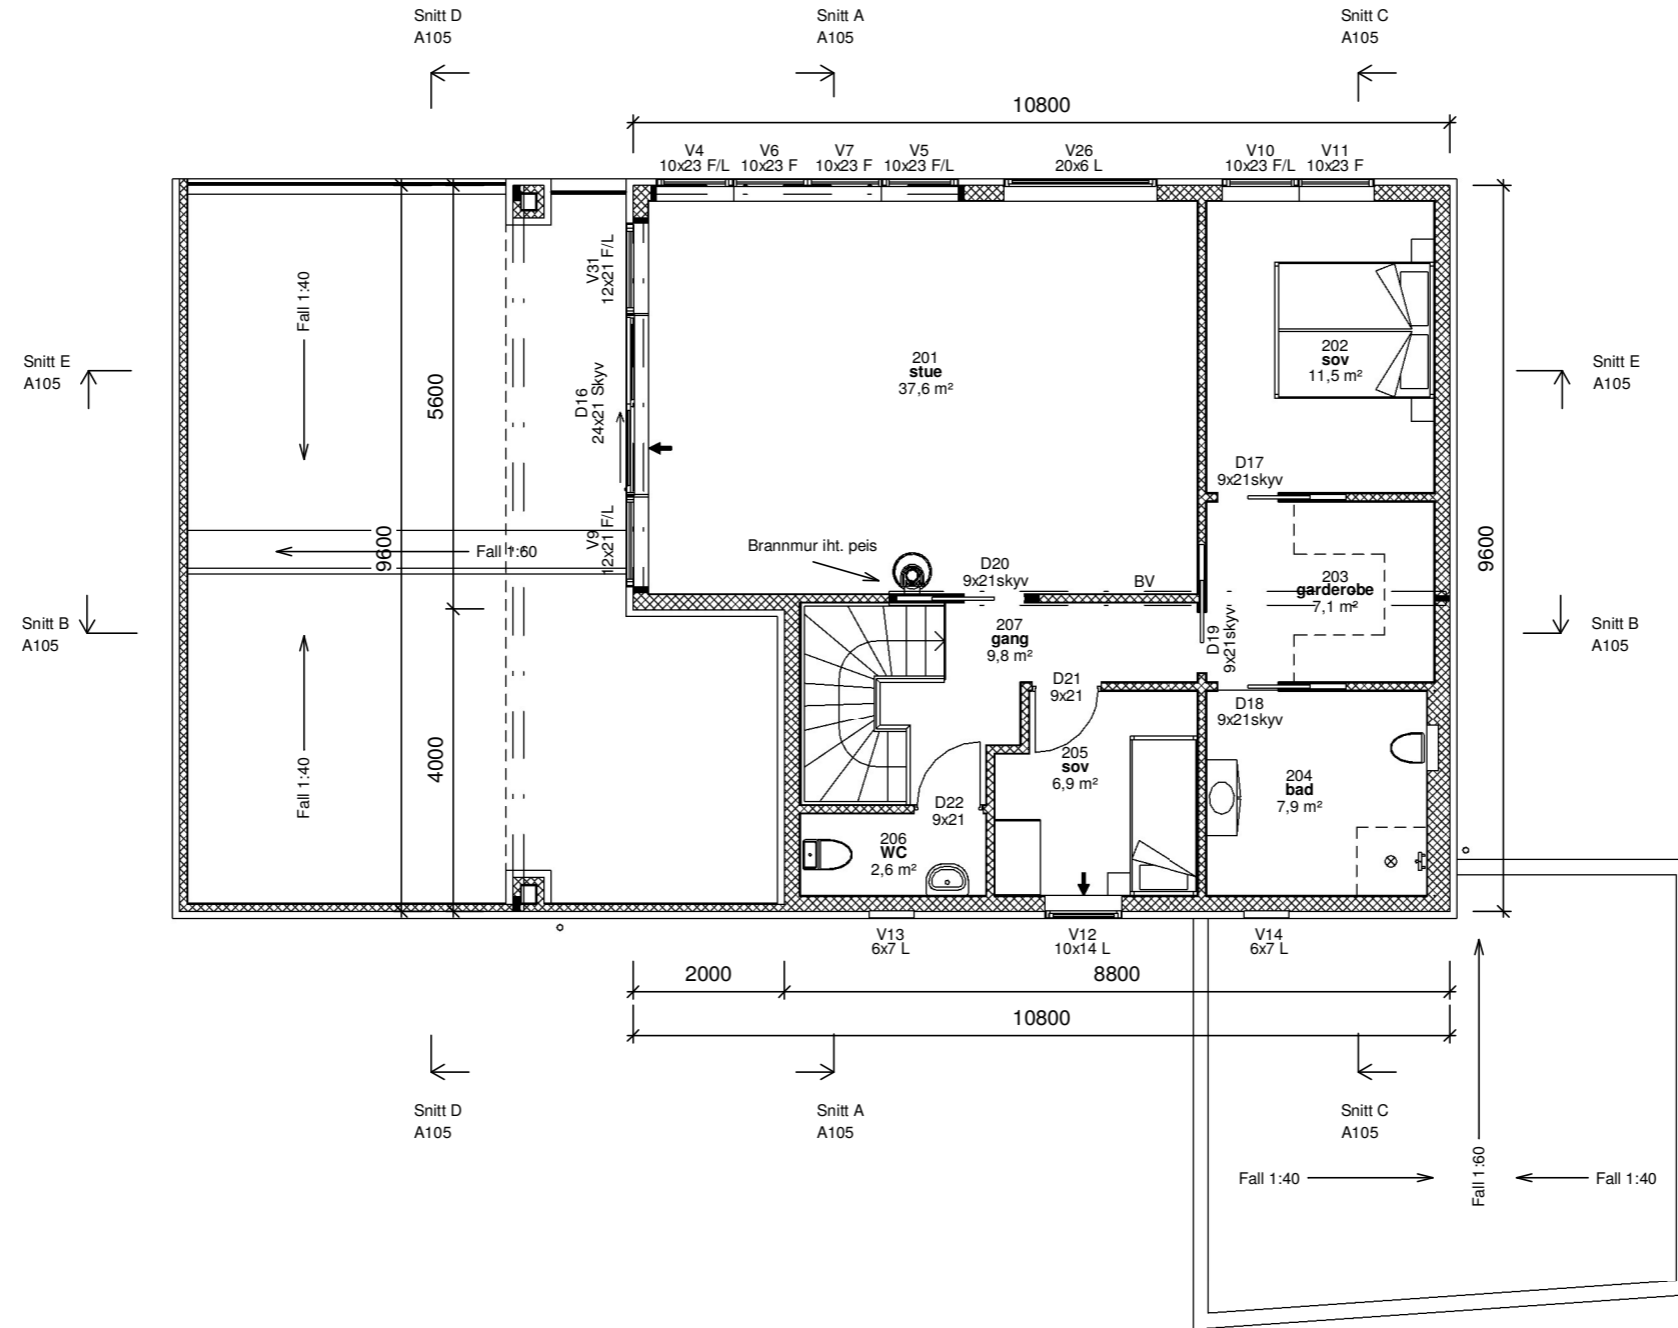 Snitt D
A105
Snitt A
A105
Snitt C
A105
10800
V4
10x23 F/L
V6
10x23 F
V7
10x23 F
V5
10x23 F/L
V26
20x6 L
V10
10x23 F/L
V11
10x23 F
V31
12x21 F/L
Fall 1:40
Snitt E
A105
5600
D16
24x21 Skyv
201
stue
37,6 m²
202
sov
11,5 m²
Snitt E
A105
D17
9x21skyv
9600
Fall 1:60
V9
12x21 F/L
Brannmur iht. peis
D20
9x21skyv
BV
203
garderobe
7,1 m²
9600
Snitt B
A105
207
gang
9,8 m²
D19
9x21skyv
Snitt B
A105
D21
9x21
D18
9x21skyv
Fall 1:40
4000
205
sov
6,9 m²
204
bad
7,9 m²
D22
9x21
206
WC
2,6 m²
V13
6x7 L
V12
10x14 L
V14
6x7 L
2000
8800
10800
Snitt D
A105
Snitt A
A105
Snitt C
A105
Fall 1:40
Fall 1:60
Fall 1:40